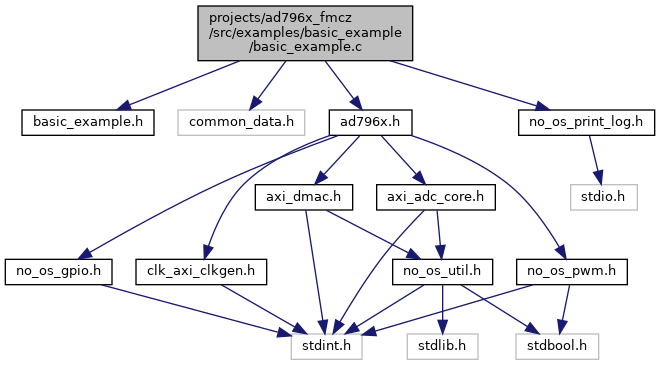 projects/ad796x_fmcz
/src/examples/basic_example
/basic_example.c
basic_example.h
common_data.h
ad796x.h
no_os_print_log.h
axi_dmac.h
axi_adc_core.h
stdio.h
no_os_gpio.h
clk_axi_clkgen.h
no_os_util.h
no_os_pwm.h
stdint.h
stdlib.h
stdbool.h